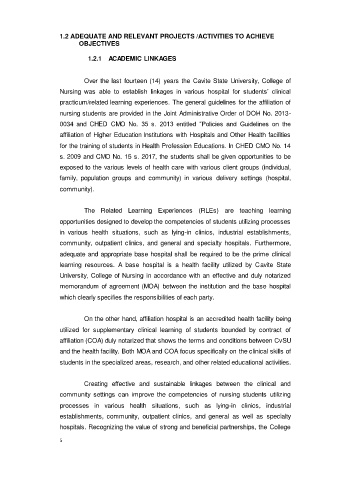 1.2 ADEQUATE AND RELEVANT PROJECTS /ACTIVITIES TO ACHIEVE
OBJECTIVES
1.2.1 ACADEMIC LINKAGES
Over the last fourteen (14) years the Cavite State University, College of
Nursing was able to establish linkages in various hospital for students' clinical
practicum/related learning experiences. The general guidelines for the affiliation of
nursing students are provided in the Joint Administrative Order of DOH No. 2013-
0034 and CHED CMO No. 35 s. 2013 entitled "Policies and Guidelines on the
affiliation of Higher Education Institutions with Hospitals and Other Health facilities
for the training of students in Health Profession Educations. In CHED CMO No. 14
s. 2009 and CMO No. 15 s. 2017, the students shall be given opportunities to be
exposed to the various levels of health care with various client groups (individual,
family, population groups and community) in various delivery settings (hospital,
community).
The Related Learning Experiences (RLEs) are teaching learning
opportunities designed to develop the competencies of students utilizing processes
in various health situations, such as lying-in clinics, industrial establishments,
community, outpatient clinics, and general and specialty hospitals. Furthermore,
adequate and appropriate base hospital shall be required to be the prime clinical
learning resources. A base hospital is a health facility utilized by Cavite State
University, College of Nursing in accordance with an effective and duly notarized
memorandum of agreement (MOA) between the institution and the base hospital
which clearly specifies the responsibilities of each party.
On the other hand, affiliation hospital is an accredited health facility being
utilized for supplementary clinical learning of students bounded by contract of
affiliation (COA) duly notarized that shows the terms and conditions between CvSU
and the health facility. Both MOA and COA focus specifically on the clinical skills of
students in the specialized areas, research, and other related educational activities.
Creating effective and sustainable linkages between the clinical and
community settings can improve the competencies of nursing students utilizing
processes in various health situations, such as lying-in clinics, industrial
establishments, community, outpatient clinics, and general as well as specialty
hospitals. Recognizing the value of strong and beneficial partnerships, the College